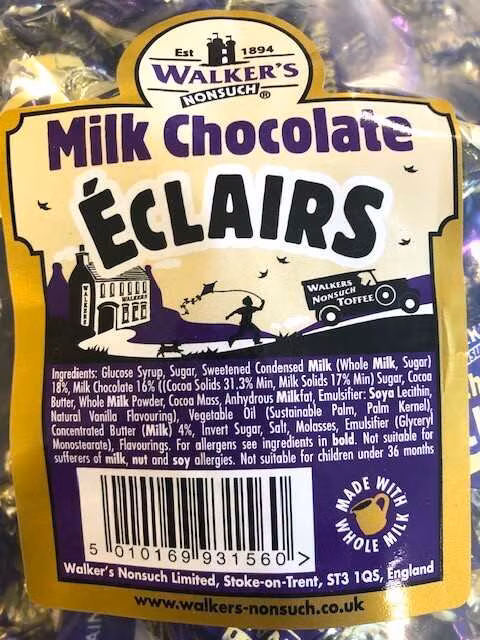 Est 1894
WALKER'S
NONSUCH ®
Milk Chocolate
ÉCLAIRS
WALKERS
WALKERS
WALKERS
NONSUCH
TOFFEE
Ingredients: Glucose Syrup, Sugar, Sweetened Condensed Milk (Whole Milk, Sugar)
18%, Milk Chocolate 16% ((Cocoa Solids 31.3% Min, Milk Solids 17% Min) Sugar, Cocoa
Butter, Whole Milk Powder, Cocoa Mass, Anhydrous Milkfat, Emulsifier: Soya Lecithin,
Natural Vanilla Flavouring), Vegetable Oil (Sustainable Palm, Palm Kernel),
Concentrated Butter (Milk) 4%, Invert Sugar, Salt, Molasses, Emulsifier (Glyceryl
Monostearate), Flavourings. For allergens see ingredients in bold. Not suitable for
sufferers of milk, nut and soy allergies. Not suitable for children under 36 months
MADE WITH
WHOLE MILK
5 010169 931560 >
Walker's Nonsuch Limited, Stoke-on-Trent, ST3 1QS, England
www.walkers-nonsuch.co.uk